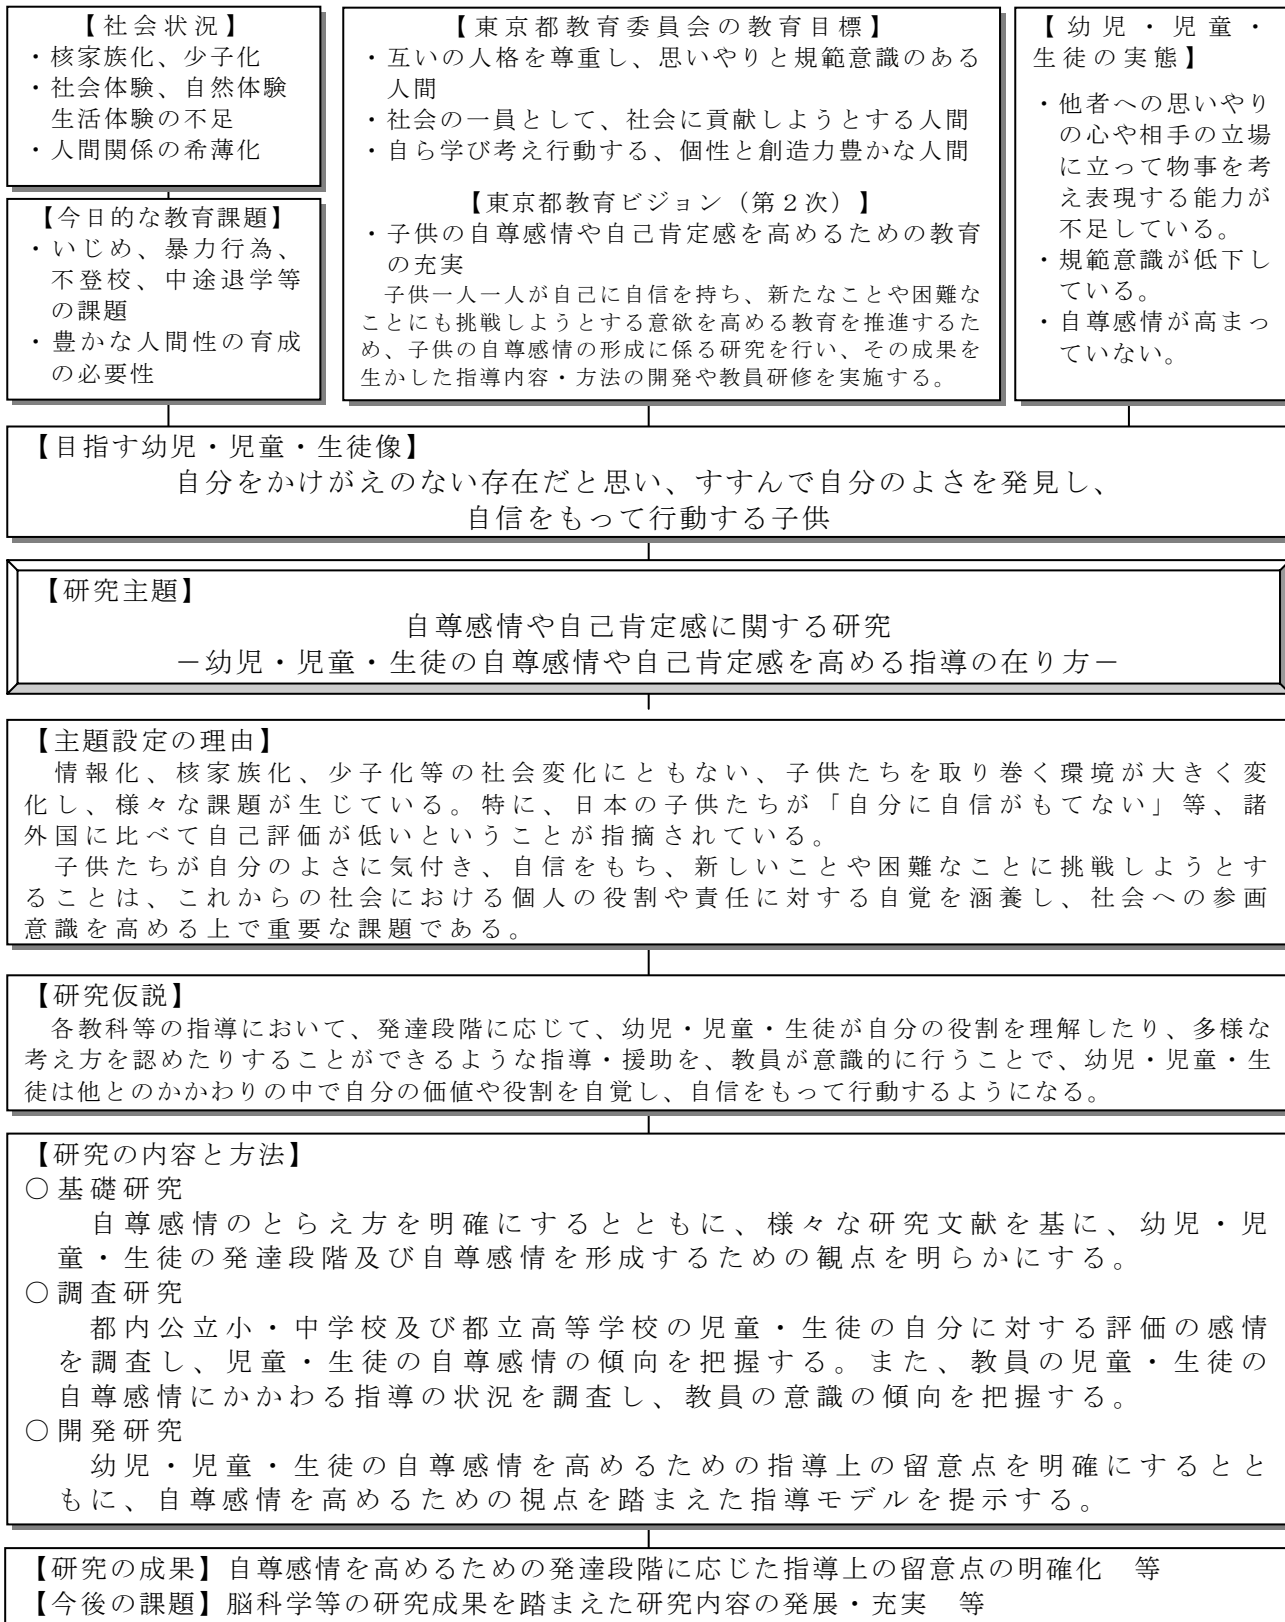 【社会状況】
・核家族化、少子化
・社会体験、自然体験
生活体験の不足
・人間関係の希薄化
【今日的な教育課題】
・いじめ、暴力行為、
不登校、中途退学等
の課題
・豊かな人間性の育成
の必要性
【東京都教育委員会の教育目標】
・互いの人格を尊重し、思いやりと規範意識のある
人間
・社会の一員として、社会に貢献しようとする人間
・自ら学び考え行動する、個性と創造力豊かな人間
【東京都教育ビジョン（第２次）】
・子供の自尊感情や自己肯定感を高めるための教育
の充実
子供一人一人が自己に自信を持ち、新たなことや困難な
ことにも挑戦しようとする意欲を高める教育を推進するた
め、子供の自尊感情の形成に係る研究を行い、その成果を
生かした指導内容・方法の開発や教員研修を実施する。
【幼児・児童・
生徒の実態】
・他者への思いやり
の心や相手の立場
に立って物事を考
え表現する能力が
不足している。
・規範意識が低下し
ている。
・自尊感情が高まっ
ていない。
【目指す幼児・児童・生徒像】
自分をかけがえのない存在だと思い、すすんで自分のよさを発見し、
自信をもって行動する子供
【研究主題】
自尊感情や自己肯定感に関する研究
－幼児・児童・生徒の自尊感情や自己肯定感を高める指導の在り方－
【主題設定の理由】
情報化、核家族化、少子化等の社会変化にともない、子供たちを取り巻く環境が大きく変
化し、様々な課題が生じている。特に、日本の子供たちが「自分に自信がもてない」等、諸
外国に比べて自己評価が低いということが指摘されている。
子供たちが自分のよさに気付き、自信をもち、新しいことや困難なことに挑戦しようとす
ることは、これからの社会における個人の役割や責任に対する自覚を涵養し、社会への参画
意識を高める上で重要な課題である。
【研究仮説】
各教科等の指導において、発達段階に応じて、幼児・児童・生徒が自分の役割を理解したり、多様な
考え方を認めたりすることができるような指導・援助を、教員が意識的に行うことで、幼児・児童・生
徒は他とのかかわりの中で自分の価値や役割を自覚し、自信をもって行動するようになる。
【研究の内容と方法】
○基礎研究
自尊感情のとらえ方を明確にするとともに、様々な研究文献を基に、幼児・児
童・生徒の発達段階及び自尊感情を形成するための観点を明らかにする。
○調査研究
都内公立小・中学校及び都立高等学校の児童・生徒の自分に対する評価の感情
を調査し、児童・生徒の自尊感情の傾向を把握する。また、教員の児童・生徒の
自尊感情にかかわる指導の状況を調査し、教員の意識の傾向を把握する。
○開発研究
幼児・児童・生徒の自尊感情を高めるための指導上の留意点を明確にするとと
もに、自尊感情を高めるための視点を踏まえた指導モデルを提示する。
【研究の成果】自尊感情を高めるための発達段階に応じた指導上の留意点の明確化　等
【今後の課題】脳科学等の研究成果を踏まえた研究内容の発展・充実　等